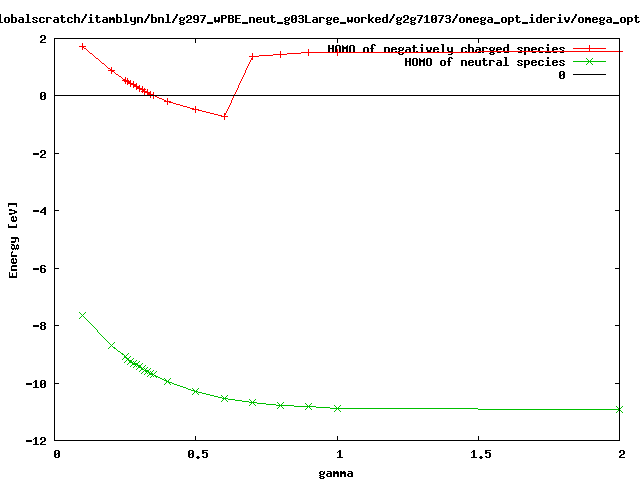 lobalscratch/itamblyn/bnl/g297_wPBE_neut_g03Large_worked/g2g71073/omega_opt_ideriv/omega_opt
HOMO of negatively charged species
HOMO of neutral species
0
2
0
-2
-4
-6
-8
-10
-12
Energy [eV]
0
0.5
1
1.5
2
gamma